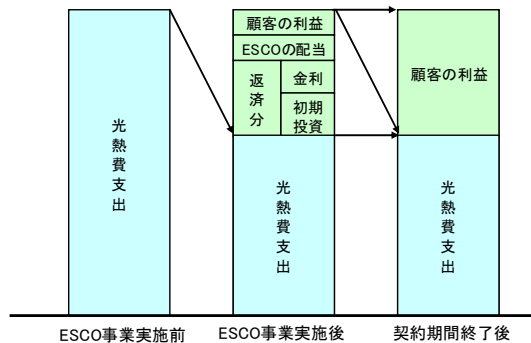 顧客の利益
ESCOの配当
返済分
金利
初期
投資
顧客の利益
光熱費支出
光熱費支出
光熱費支出
ESCO事業実施前
ESCO事業実施後
契約期間終了後